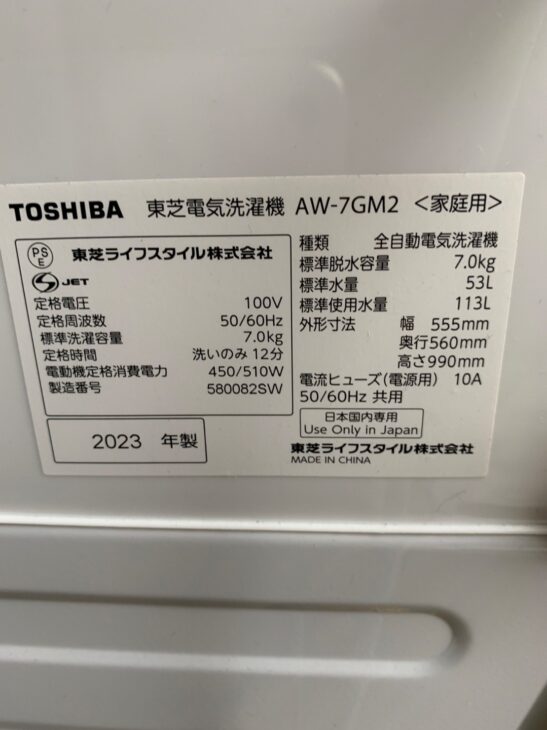 TOSHIBA 東芝電気洗濯機 AW-7GM2 <家庭用>
PS
E
東芝ライフスタイル株式会社
S JET
定格電圧 100V
定格周波数 50/60Hz
標準洗濯容量 7.0kg
定格時間 洗いのみ 12分
電動機定格消費電力 450/510W
製造番号 580082SW
2023 年製
種類 全自動電気洗濯機
標準脱水容量 7.0kg
標準水量 53L
標準使用水量 113L
外形寸法 幅 555mm
奥行560mm
高さ990mm
電流ヒューズ(電源用) 10A
50/60Hz 共用
日本国内専用
Use Only in Japan
東芝ライフスタイル株式会社
MADE IN CHINA